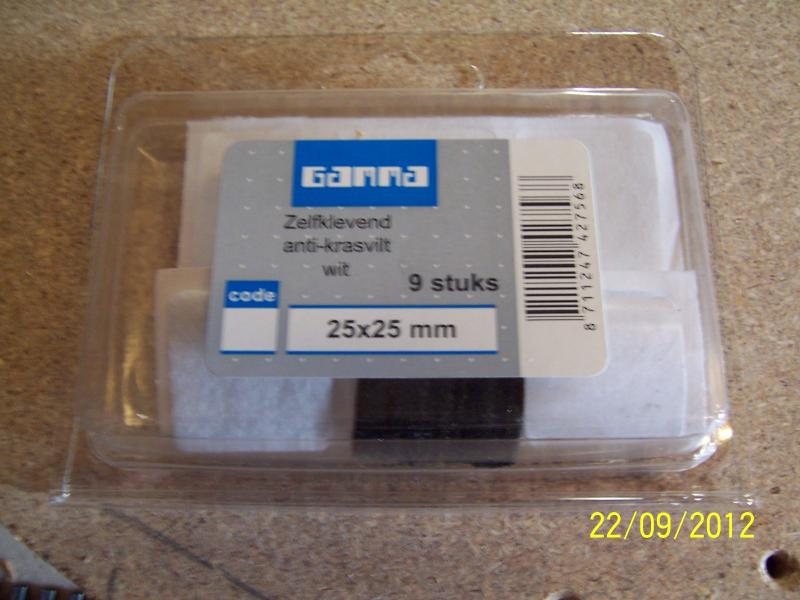 GAMMA
Zelfklevend
anti-krasvilt
wit
9 stuks
code
25x25 mm
8 711247 427568
22/09/2012